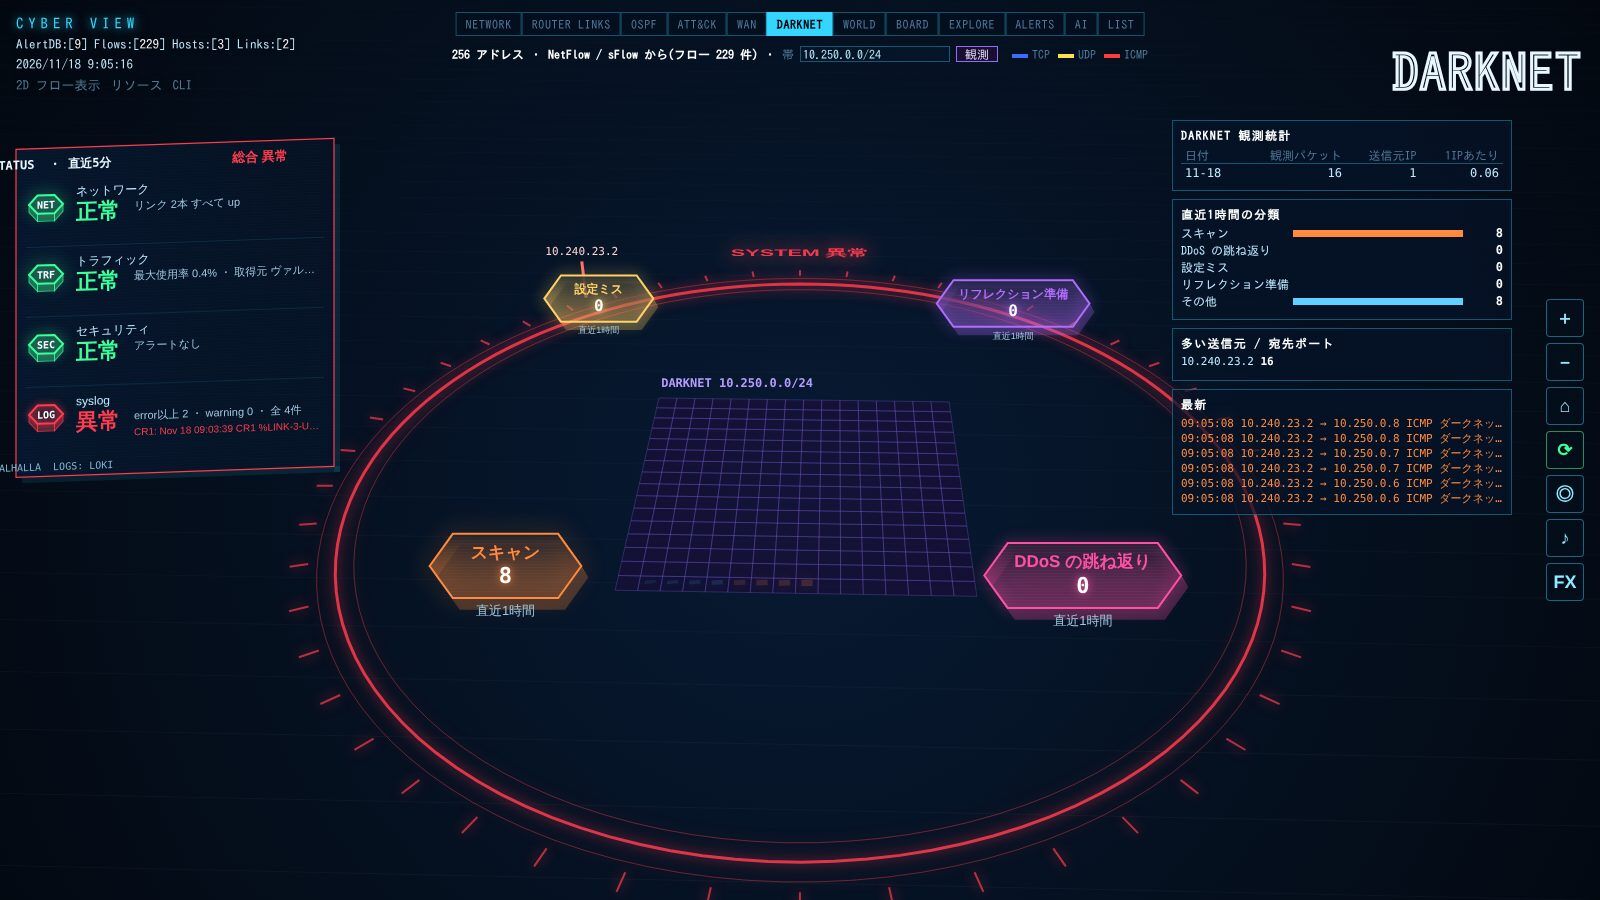 CYBER VIEW
AlertDB:[9] Flows:[229] Hosts:[3] Links:[2]
2026/11/18 9:05:16
2D フロー表示 リソース CLI
NETWORK ROUTER LINKS OSPF ATT&CK WAN DARKNET WORLD BOARD EXPLORE ALERTS AI LIST
256 アドレス ・ NetFlow / sFlow から(フロー 229 件) ・ 帯 10.250.0.0/24 観測 TCP UDP ICMP
DARKNET
TATUS ・ 直近5分 総合 異常
NET
ネットワーク
正常 リンク 2本 すべて up
TRF
トラフィック
正常 最大使用率 0.4% ・ 取得元 ヴァル…
SEC
セキュリティ
正常 アラートなし
LOG
syslog
異常 error以上 2 ・ warning 0 ・ 全 4件
CR1: Nov 18 09:03:39 CR1 %LINK-3-U…
ALHALLA LOGS: LOKI
10.240.23.2
SYSTEM 異常
設定ミス
0
直近1時間
リフレクション準備
0
直近1時間
DARKNET 10.250.0.0/24
スキャン
8
直近1時間
DDoS の跳ね返り
0
直近1時間
DARKNET 観測統計
日付 観測パケット 送信元IP 1IPあたり
11-18 16 1 0.06
直近1時間の分類
スキャン 8
DDoS の跳ね返り 0
設定ミス 0
リフレクション準備 0
その他 8
多い送信元 / 宛先ポート
10.240.23.2 16
最新
09:05:08 10.240.23.2 → 10.250.0.8 ICMP ダークネッ…
09:05:08 10.240.23.2 → 10.250.0.8 ICMP ダークネッ…
09:05:08 10.240.23.2 → 10.250.0.7 ICMP ダークネッ…
09:05:08 10.240.23.2 → 10.250.0.7 ICMP ダークネッ…
09:05:08 10.240.23.2 → 10.250.0.6 ICMP ダークネッ…
09:05:08 10.240.23.2 → 10.250.0.6 ICMP ダークネッ…
+
−
⌂
⟳
◎
♪
FX